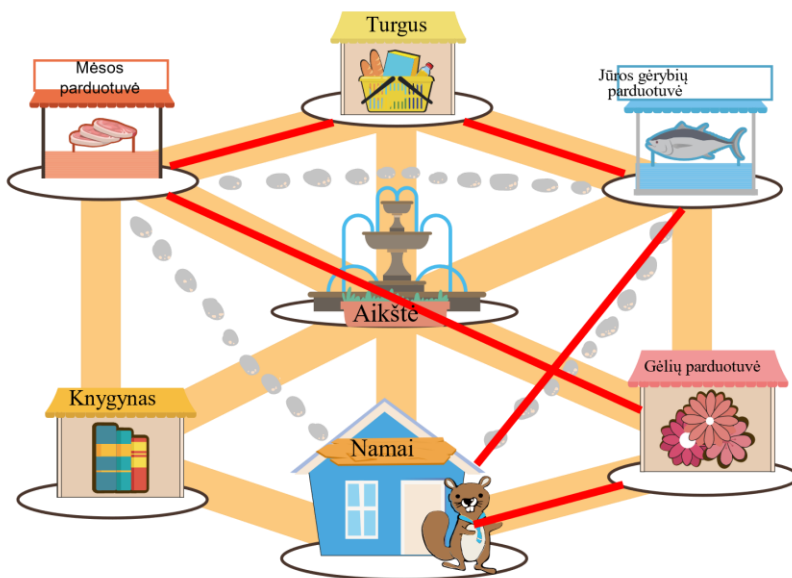 Turgus
Mėsos
parduotuvė
Jūros gėrybių
parduotuvė
Aikštė
Gėlių parduotuvė
Knygynas
Namai